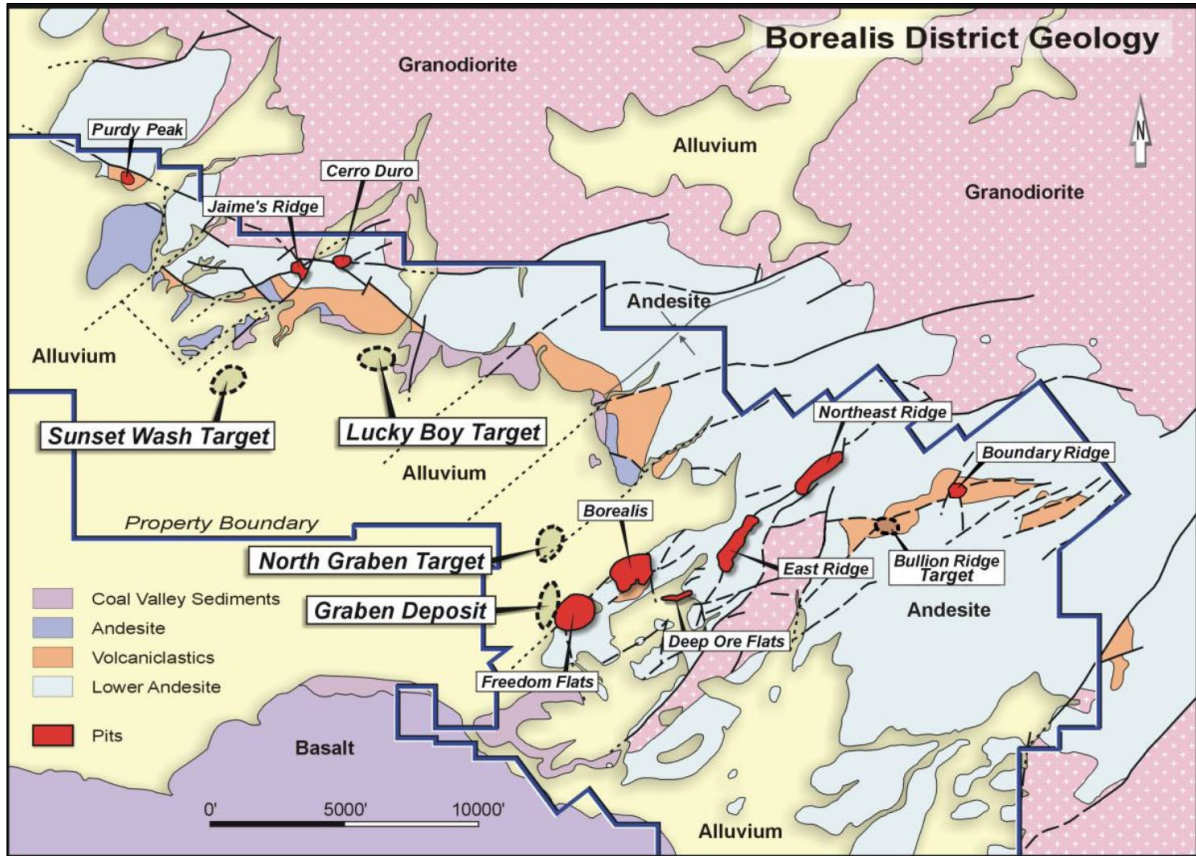 Borealis District Geology
Granodiorite
N
Purdy Peak
Alluvium
Cerro Duro
Granodiorite
Jaime's Ridge
Andesite
Alluvium
Northeast Ridge
Sunset Wash Target
Lucky Boy Target
Boundary Ridge
Alluvium
Property Boundary
Borealis
North Graben Target
East Ridge
Bullion Ridge
Target
Graben Deposit
Andesite
Deep Ore Flats
Freedom Flats
Coal Valley Sediments
Andesite
Volcaniclastics
Lower Andesite
Pits
Basalt
0'
5000'
10000'
Alluvium